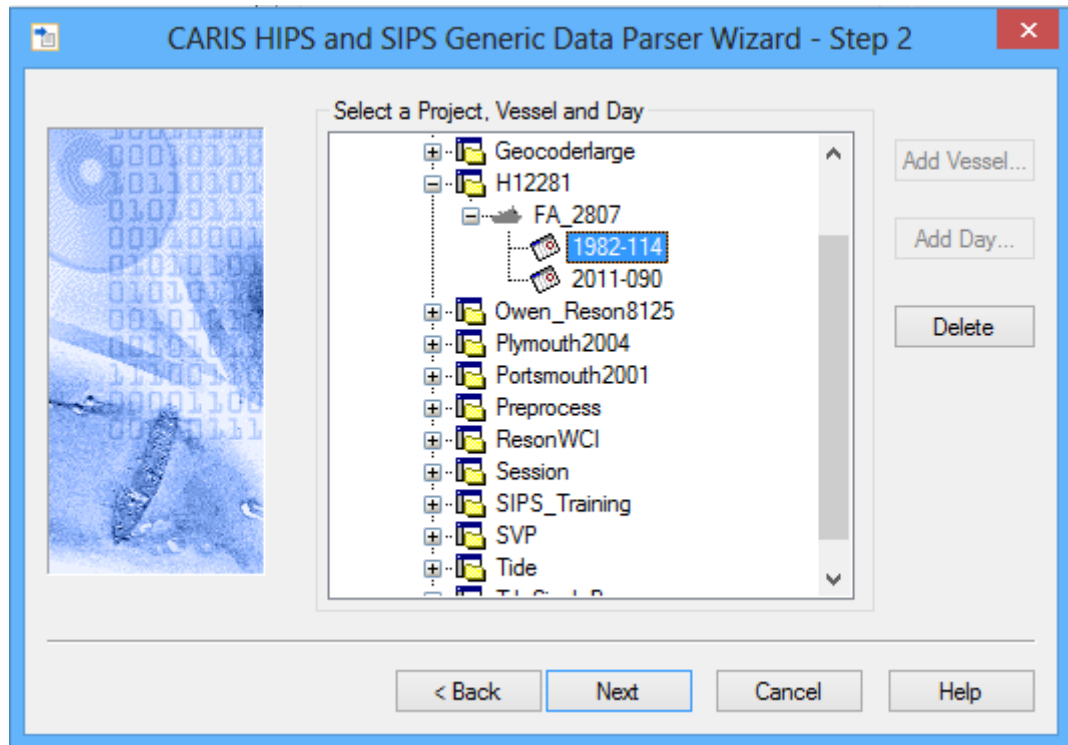 CARIS HIPS and SIPS Generic Data Parser Wizard - Step 2
Select a Project, Vessel and Day
Geocoderlarge
H12281
FA_2807
1982-114
2011-090
Owen_Reson8125
Plymouth2004
Portsmouth2001
Preprocess
ResonWCI
Session
SIPS_Training
SVP
Tide
Add Vessel...
Add Day...
Delete
< Back
Next
Cancel
Help